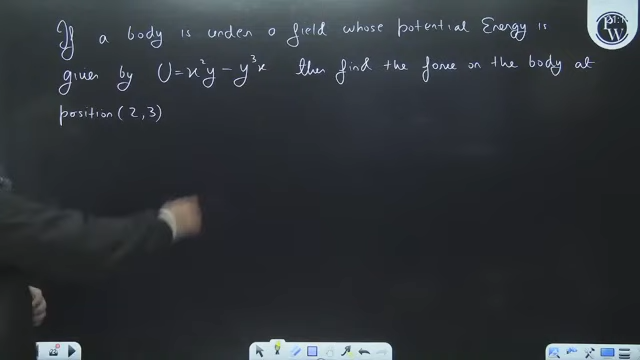 If a body is under a field whose potential Energy is
given by U = x²y - y³x then find the force on the body at
position (2,3)
P
W